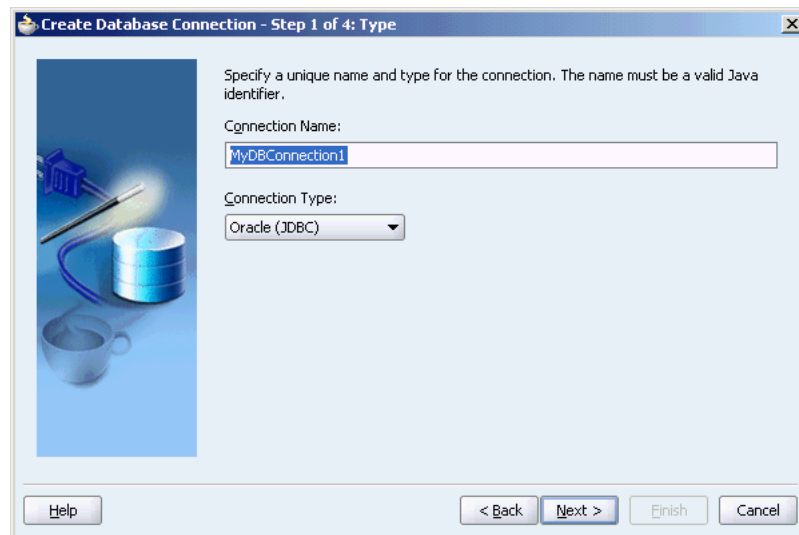 Create Database Connection - Step 1 of 4: Type
Specify a unique name and type for the connection. The name must be a valid Java
identifier.
Connection Name:
MyDBConnection1
Connection Type:
Oracle (JDBC)
Help
< Back
Next >
Finish
Cancel